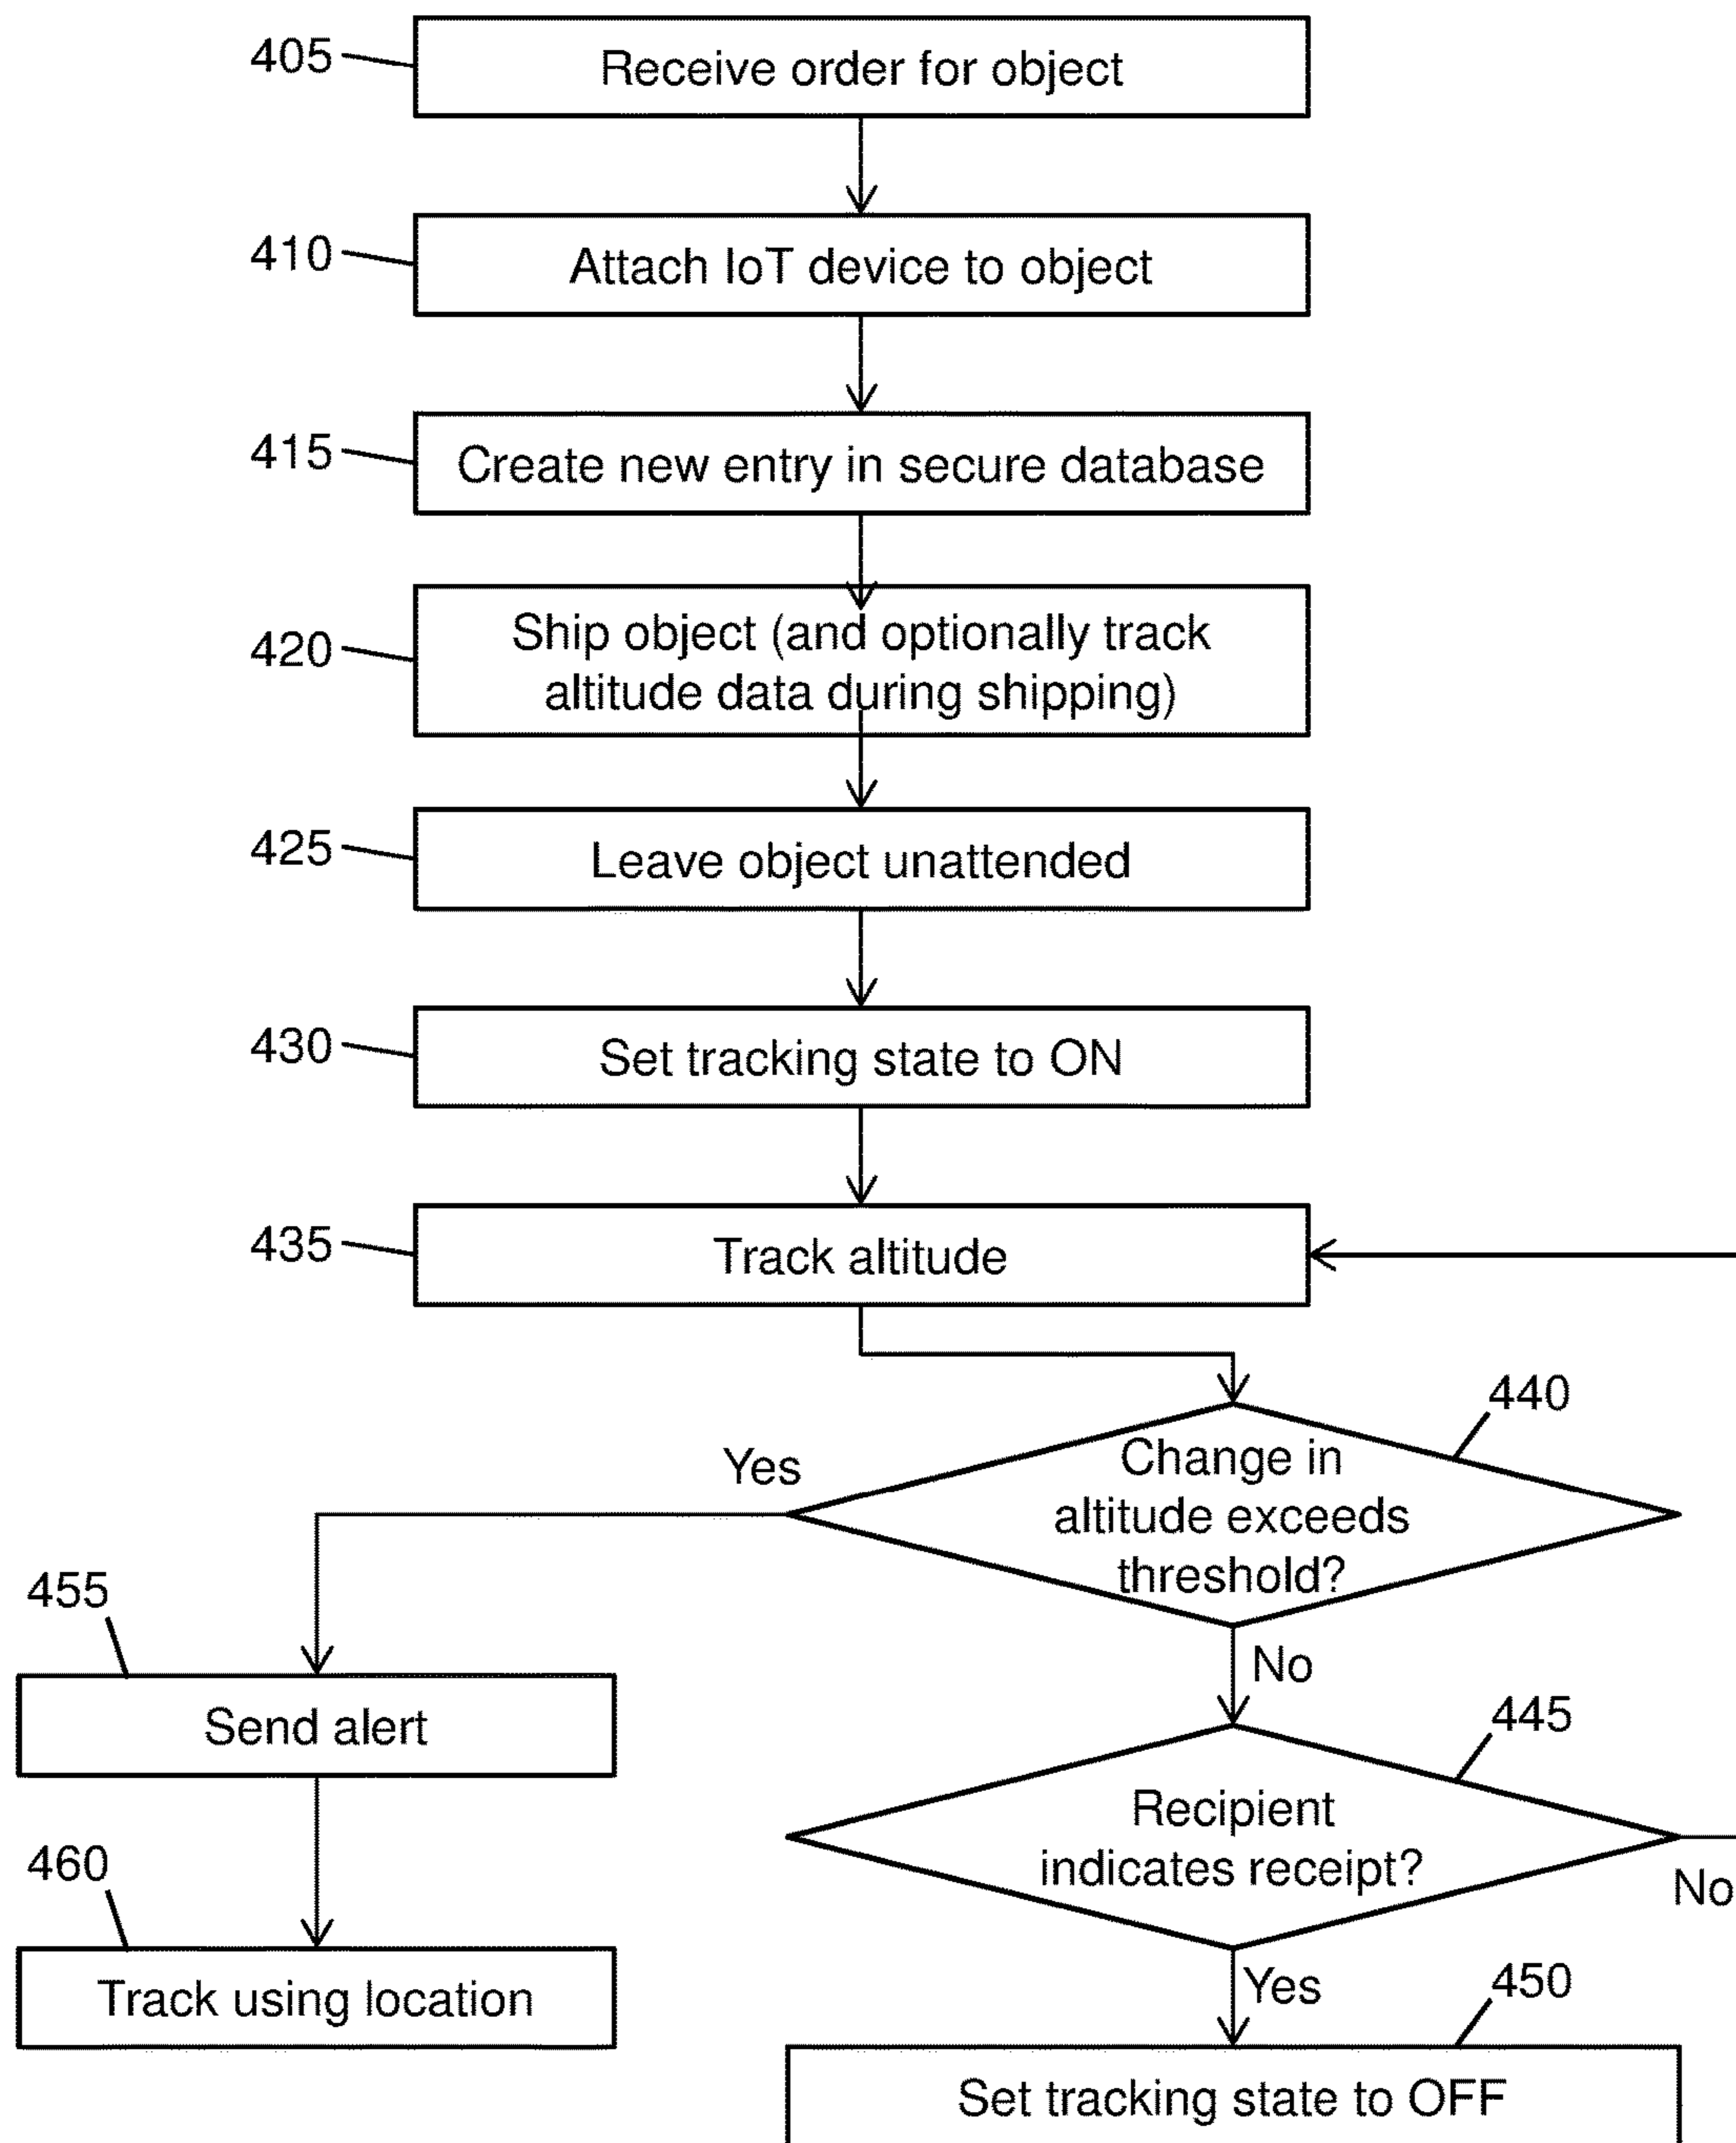 405
Receive order for object
410
Attach IoT device to object
415
Create new entry in secure database
420
Ship object (and optionally track
altitude data during shipping)
425
Leave object unattended
430
Set tracking state to ON
435
Track altitude
440
Change in
altitude exceeds
threshold?
Yes
No
455
Send alert
445
Recipient
indicates receipt?
No
460
Track using location
Yes
450
Set tracking state to OFF